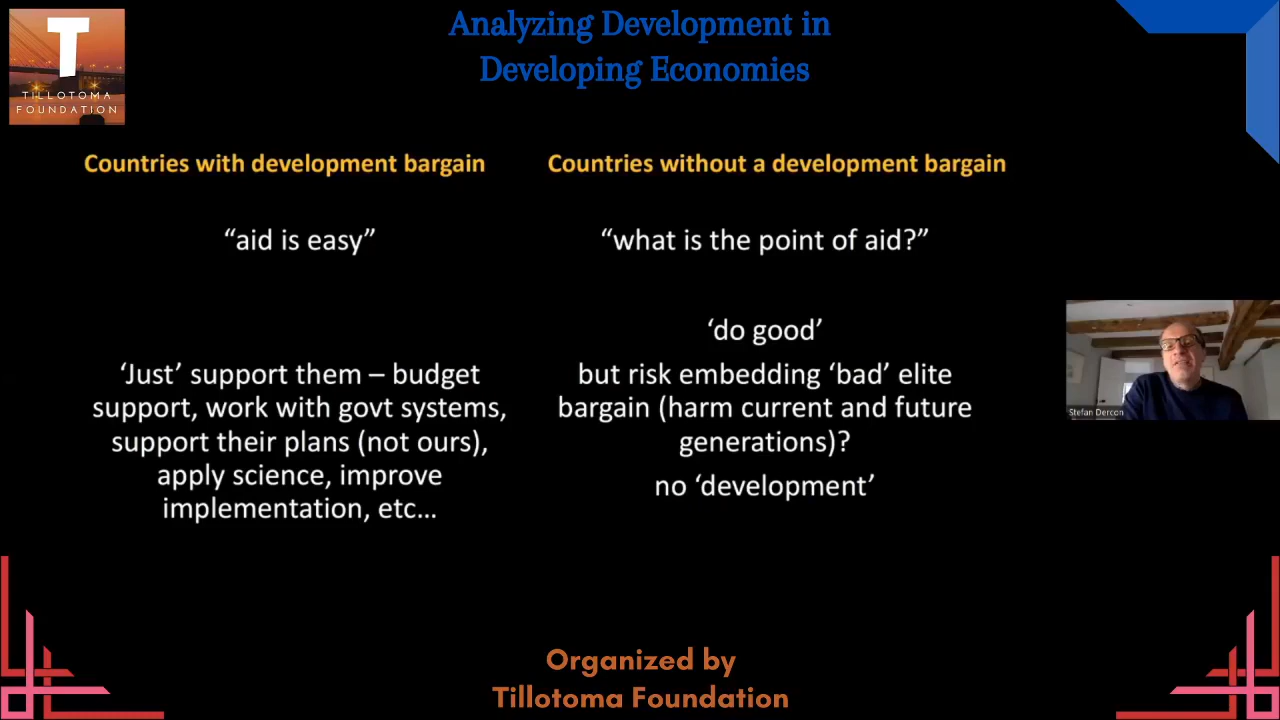 T
TILLOTOMA
FOUNDATION
Analyzing Development in
Developing Economies
Countries with development bargain
“aid is easy”
‘Just’ support them – budget
support, work with govt systems,
support their plans (not ours),
apply science, improve
implementation, etc…
Countries without a development bargain
“what is the point of aid?”
‘do good’
but risk embedding ‘bad’ elite
bargain (harm current and future
generations)?
no ‘development’
Stefan Dercon
Organized by
Tillotoma Foundation